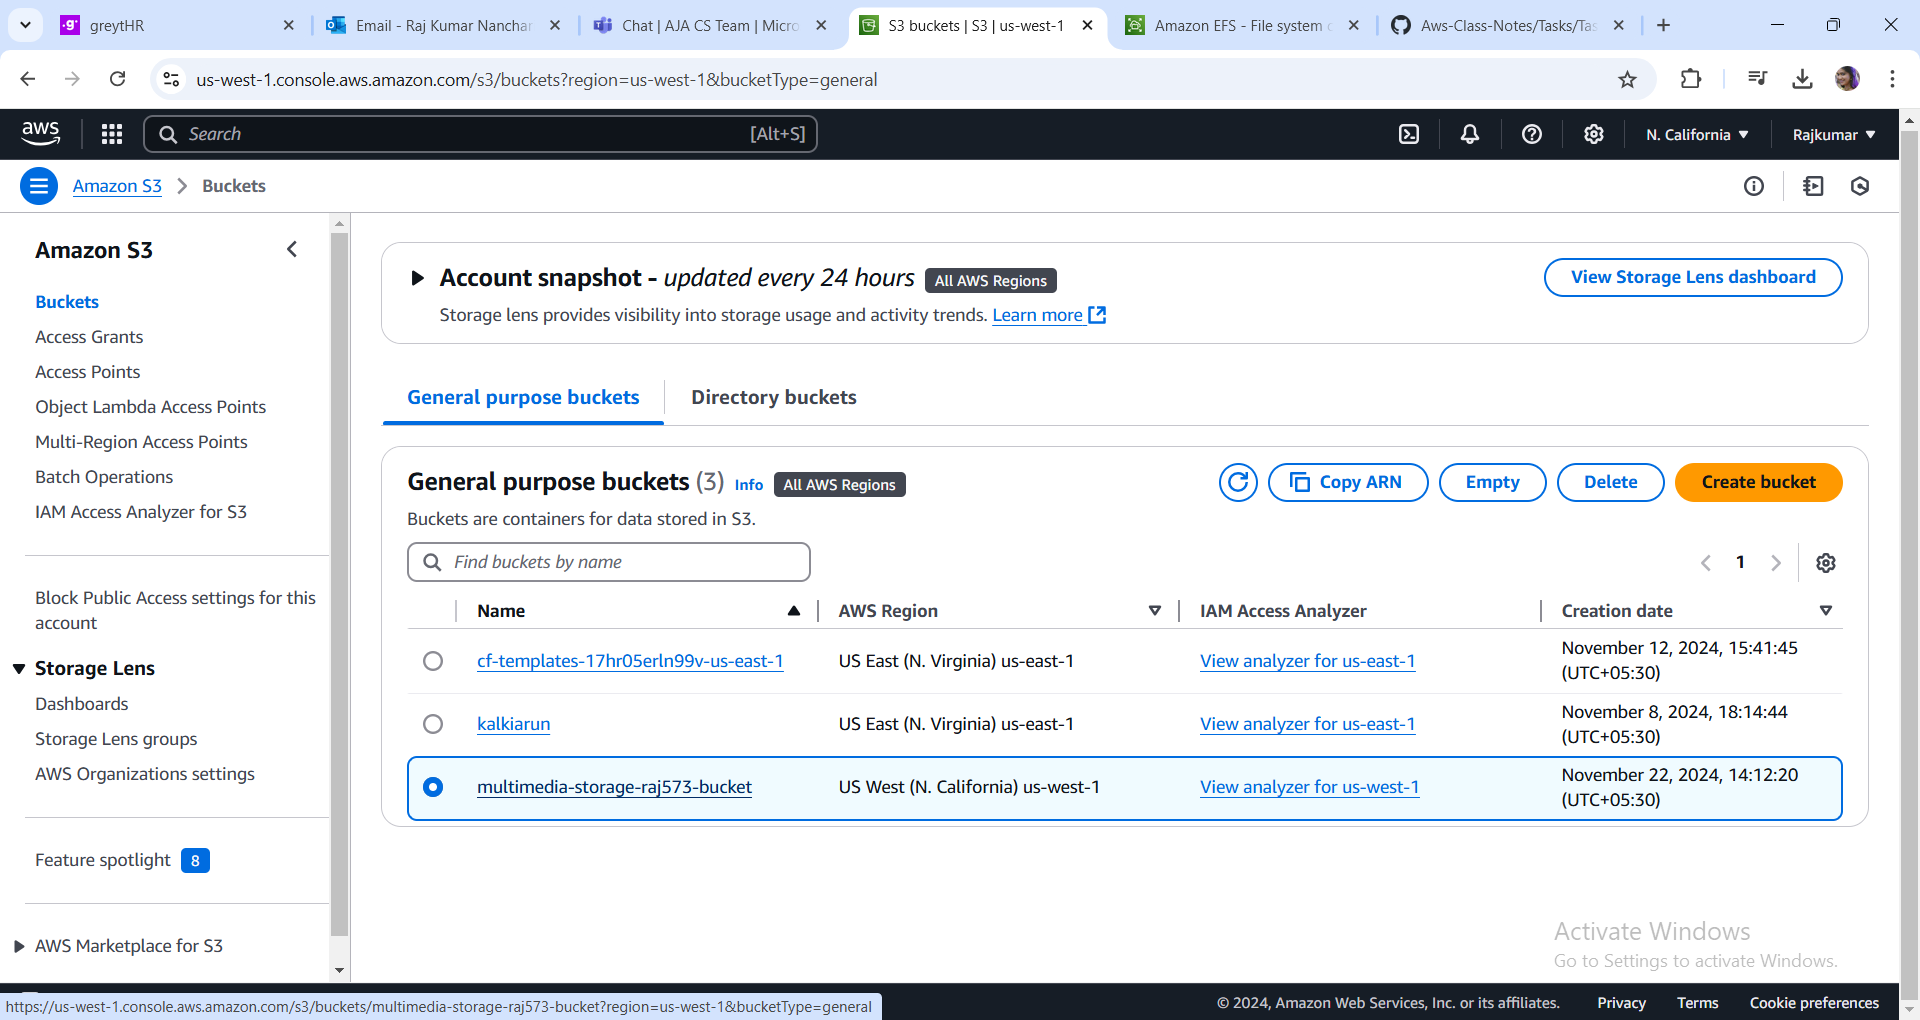 greytHR
Email - Raj Kumar Nanchar
Chat | AJA CS Team | Micro
S3 buckets | S3 | us-west-1
Amazon EFS - File system
Aws-Class-Notes/Tasks/Tas
us-west-1.console.aws.amazon.com/s3/buckets?region=us-west-1&bucketType=general
aws
Search
[Alt+S]
N. California
Rajkumar
Amazon S3
Buckets
Amazon S3
Buckets
Access Grants
Access Points
Object Lambda Access Points
Multi-Region Access Points
Batch Operations
IAM Access Analyzer for S3
Block Public Access settings for this
account
Storage Lens
Dashboards
Storage Lens groups
AWS Organizations settings
Feature spotlight 8
AWS Marketplace for S3
Account snapshot - updated every 24 hours All AWS Regions
View Storage Lens dashboard
Storage lens provides visibility into storage usage and activity trends. Learn more
General purpose buckets
Directory buckets
General purpose buckets (3) Info All AWS Regions
Copy ARN
Empty
Delete
Create bucket
Buckets are containers for data stored in S3.
Find buckets by name
1
Name
AWS Region
IAM Access Analyzer
Creation date
cf-templates-17hr05erln99v-us-east-1
US East (N. Virginia) us-east-1
View analyzer for us-east-1
November 12, 2024, 15:41:45
(UTC+05:30)
kalkiarun
US East (N. Virginia) us-east-1
View analyzer for us-east-1
November 8, 2024, 18:14:44
(UTC+05:30)
multimedia-storage-raj573-bucket
US West (N. California) us-west-1
View analyzer for us-west-1
November 22, 2024, 14:12:20
(UTC+05:30)
Activate Windows
Go to Settings to activate Windows.
https://us-west-1.console.aws.amazon.com/s3/buckets/multimedia-storage-raj573-bucket?region=us-west-1&bucketType=general
© 2024, Amazon Web Services, Inc. or its affiliates.
Privacy
Terms
Cookie preferences